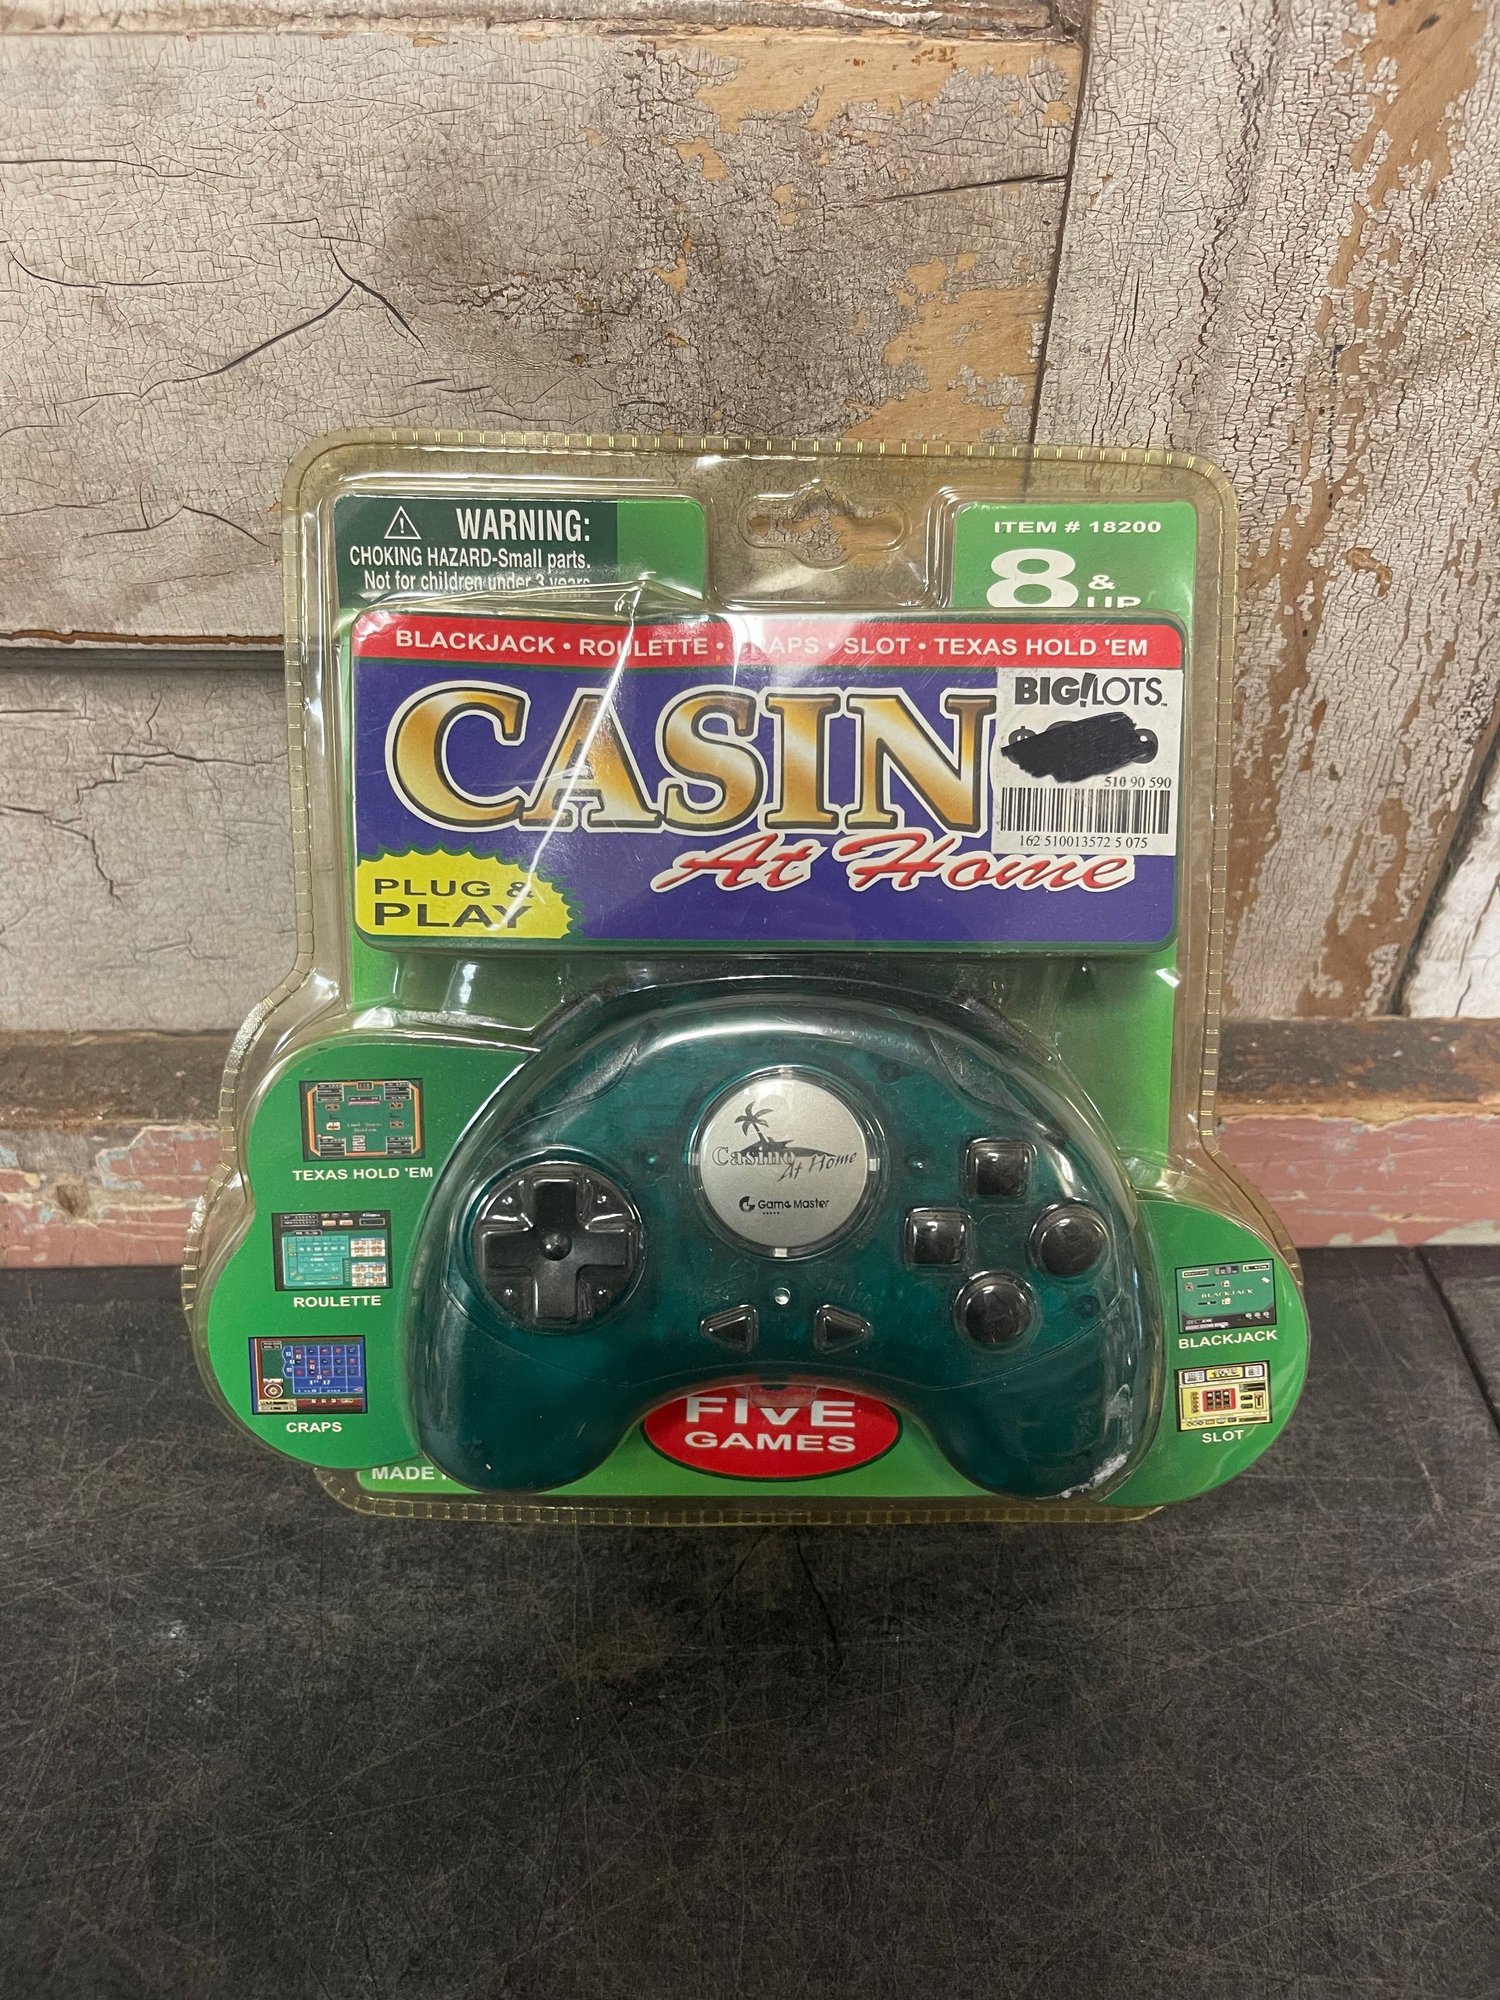 WARNING:
CHOKING HAZARD-Small parts.
Not for children under 3 years
ITEM # 18200
8 & UP
BLACKJACK • ROULETTE • CRAPS • SLOT • TEXAS HOLD 'EM
CASIN
At Home
BIG!LOTS
510 90 590
162 510013572 5 075
PLUG &
PLAY
TEXAS HOLD 'EM
ROULETTE
CRAPS
Casino
At Home
Game Master
BLACKJACK
BLACKJACK
SLOT
FIVE
GAMES
MADE